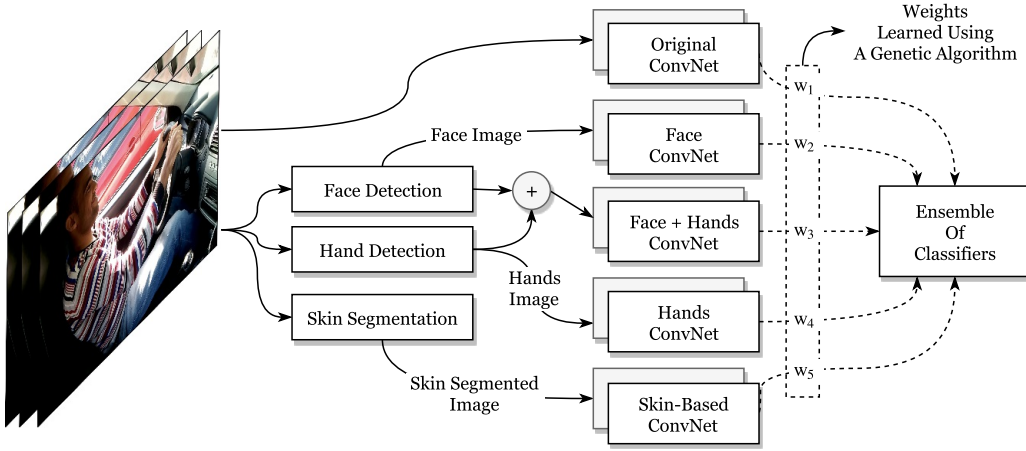 Weights
Learned Using
A Genetic Algorithm
Original
ConvNet
w1
Face Image
Face
ConvNet
w2
Face Detection
+
Face + Hands
ConvNet
w3
Ensemble
Of
Classifiers
Hand Detection
Hands
Image
Hands
ConvNet
w4
Skin Segmentation
Skin Segmented
Image
Skin-Based
ConvNet
w5